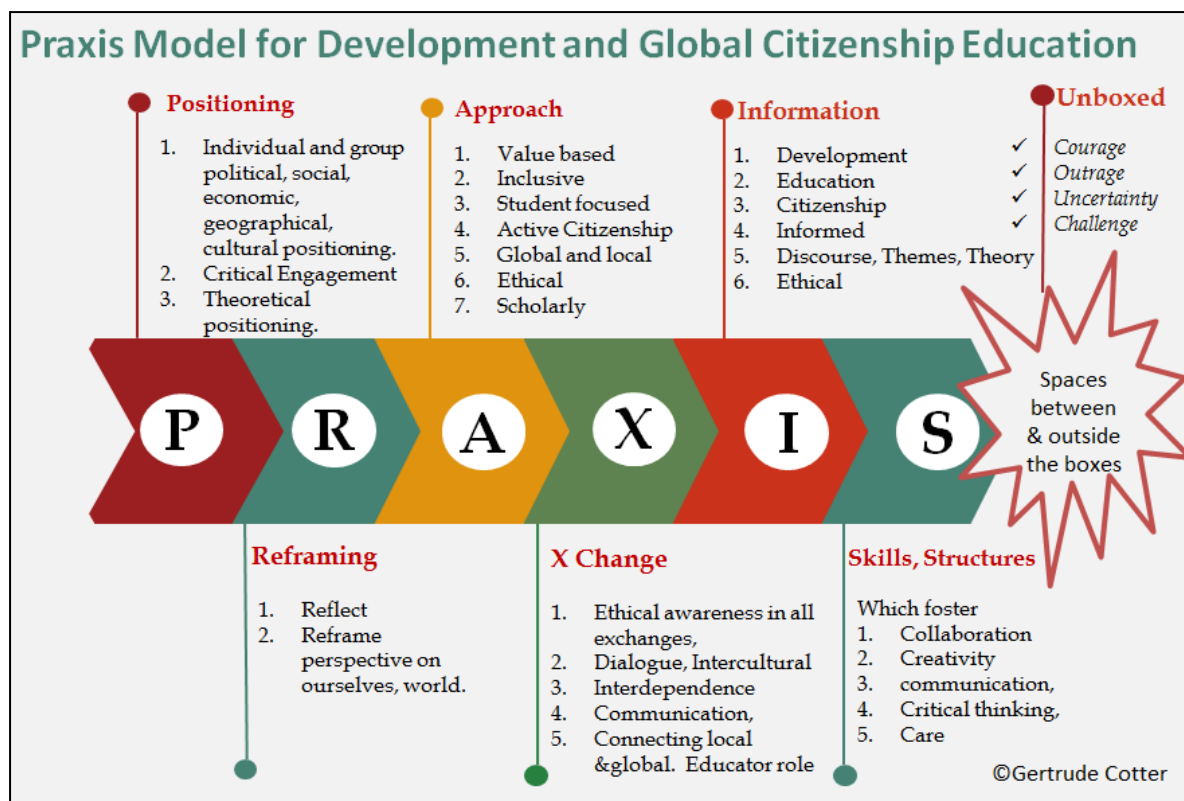 Praxis Model for Development and Global Citizenship Education
Positioning
1. Individual and group
political, social,
economic,
geographical,
cultural positioning.
2. Critical Engagement
3. Theoretical
positioning.
Approach
1. Value based
2. Inclusive
3. Student focused
4. Active Citizenship
5. Global and local
6. Ethical
7. Scholarly
Information
1. Development
2. Education
3. Citizenship
4. Informed
5. Discourse, Themes, Theory
6. Ethical
Unboxed
✓ Courage
✓ Outrage
✓ Uncertainty
✓ Challenge
P R A X I S
Spaces
between
& outside
the boxes
Reframing
1. Reflect
2. Reframe
perspective on
ourselves, world.
X Change
1. Ethical awareness in all
exchanges,
2. Dialogue, Intercultural
3. Interdependence
4. Communication,
5. Connecting local
&global. Educator role
Skills, Structures
Which foster
1. Collaboration
2. Creativity
3. communication,
4. Critical thinking,
5. Care
©Gertrude Cotter